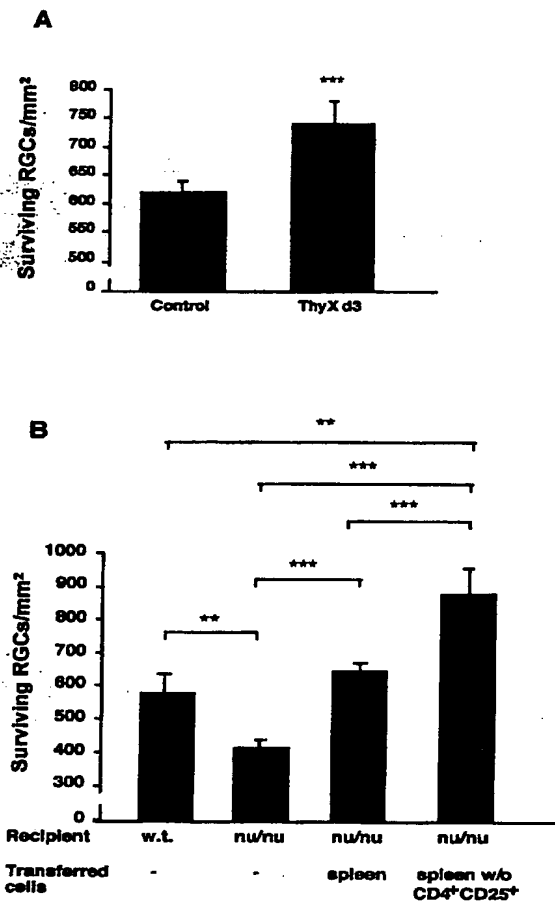 A
Surviving RGCs/mm²
800
750
700
650
600
550
500
0
***
Control
ThyX d3
B
**
***
***
***
**
Surviving RGCs/mm²
1000
900
800
700
600
500
400
300
0
Recipient w.t. nu/nu nu/nu nu/nu
Transferred cells - - spleen spleen w/o
CD4⁺CD25⁺